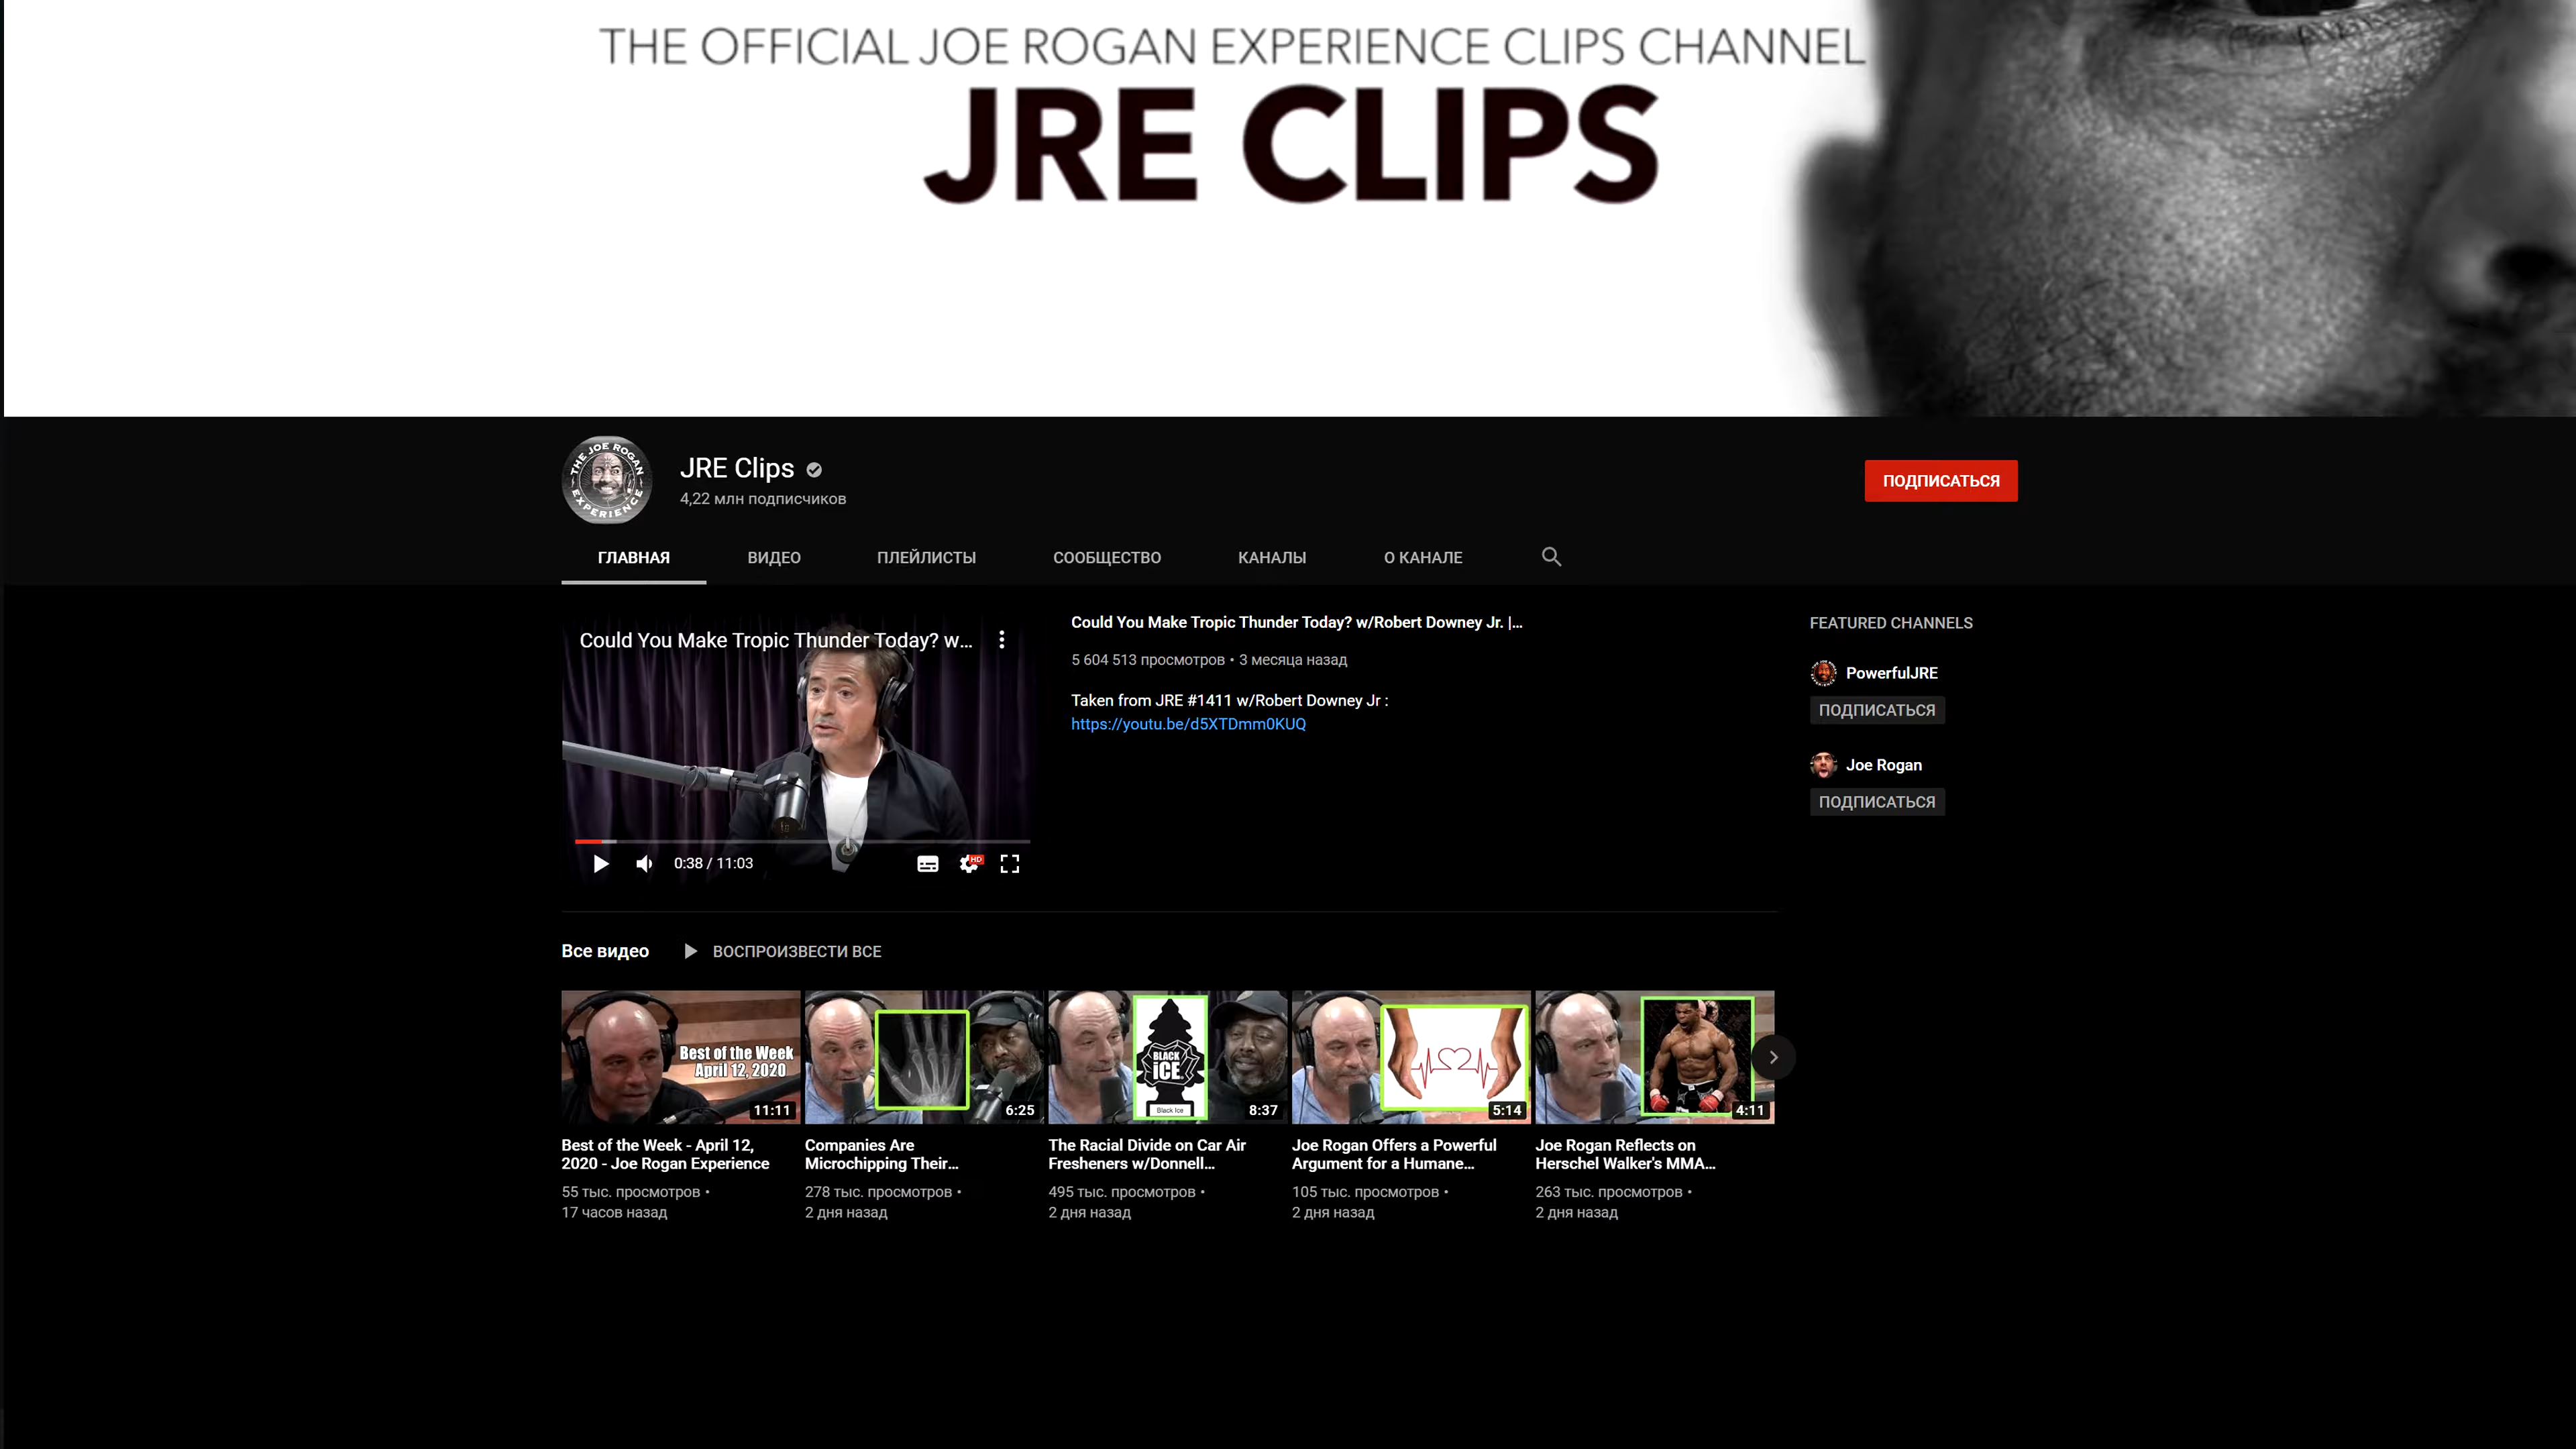 THE OFFICIAL JOE ROGAN EXPERIENCE CLIPS CHANNEL
JRE CLIPS
THE JOE ROGAN EXPERIENCE
JRE Clips
4,22 млн подписчиков
ПОДПИСАТЬСЯ
ГЛАВНАЯ ВИДЕО ПЛЕЙЛИСТЫ СООБЩЕСТВО КАНАЛЫ О КАНАЛЕ
Could You Make Tropic Thunder Today? w...
0:38 / 11:03
HD
Could You Make Tropic Thunder Today? w/Robert Downey Jr. |...
5 604 513 просмотров • 3 месяца назад
Taken from JRE #1411 w/Robert Downey Jr :
https://youtu.be/d5XTDmm0KUQ
FEATURED CHANNELS
PowerfulJRE
ПОДПИСАТЬСЯ
Joe Rogan
ПОДПИСАТЬСЯ
Все видео ВОСПРОИЗВЕСТИ ВСЕ
Best of the Week
April 12, 2020
11:11
Best of the Week - April 12,
2020 - Joe Rogan Experience
55 тыс. просмотров •
17 часов назад
6:25
Companies Are
Microchipping Their...
278 тыс. просмотров •
2 дня назад
BLACK
iCE
Black Ice
8:37
The Racial Divide on Car Air
Fresheners w/Donnell...
495 тыс. просмотров •
2 дня назад
5:14
Joe Rogan Offers a Powerful
Argument for a Humane...
105 тыс. просмотров •
2 дня назад
4:11
Joe Rogan Reflects on
Herschel Walker's MMA...
263 тыс. просмотров •
2 дня назад